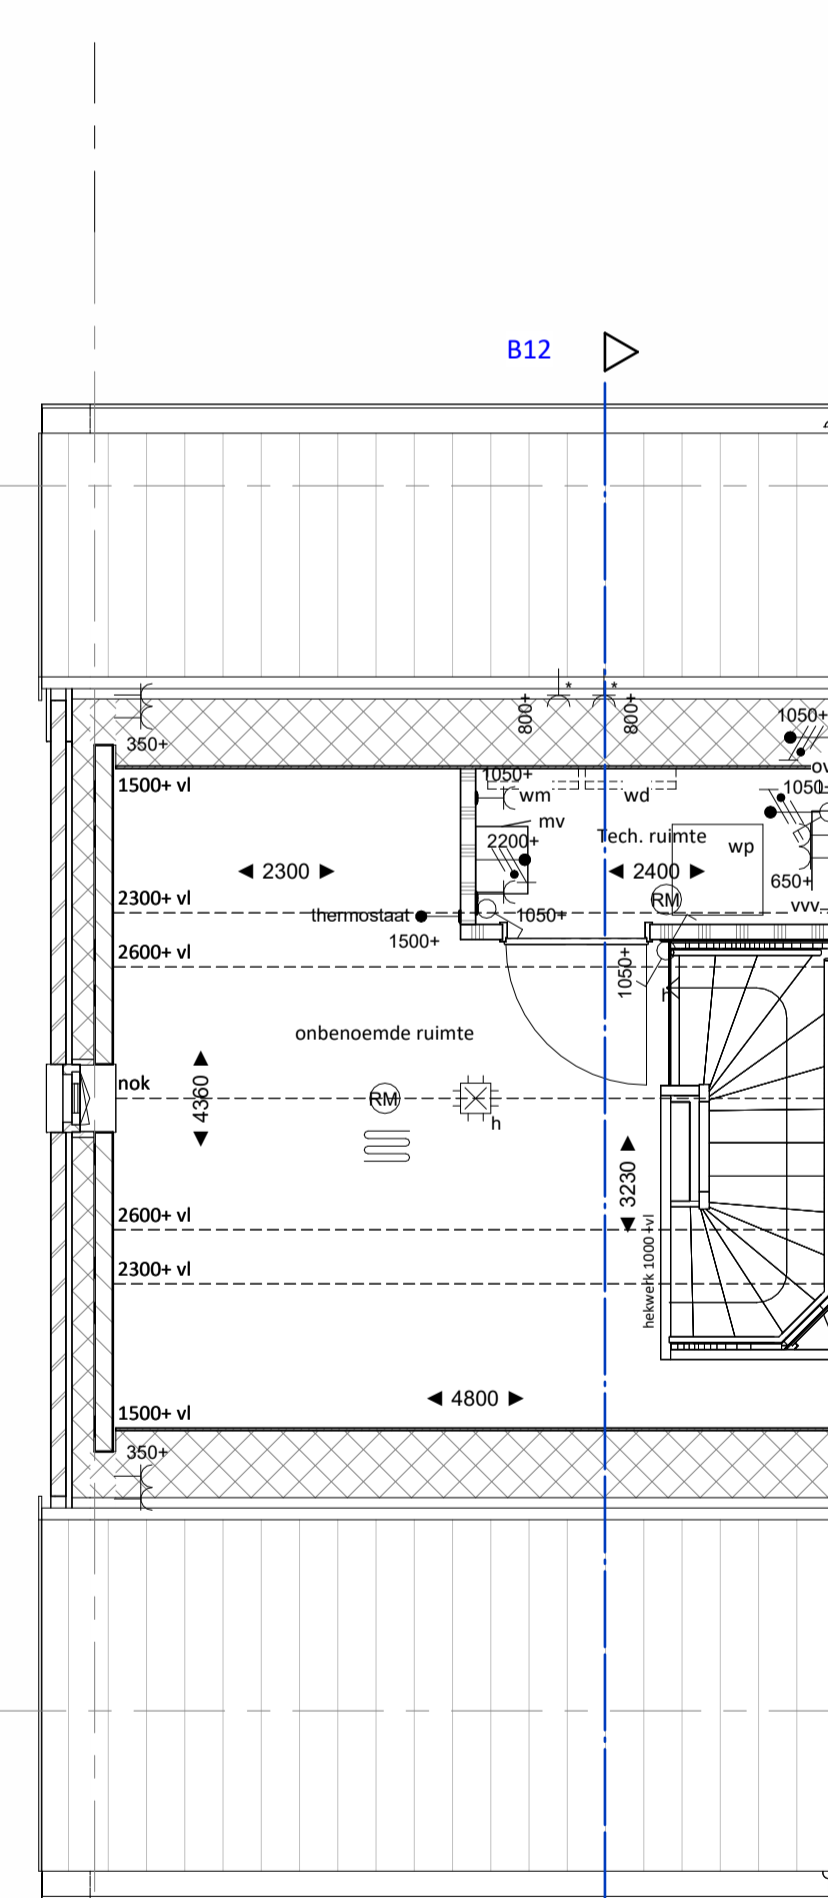 B12
800+
*
*
800+
1050+
350+
1500+ vl
1050+
wm
wd
1050
mv
2200+
Tech. ruimte
wp
2300
2400
650+
2300+ vl
RM
vvv
thermostaat
1050+
1500+
2600+ vl
1050+
onbenoemde ruimte
nok
4360
RM
h
3230
2600+ vl
hekwerk 1000+vl
2300+ vl
4800
1500+ vl
350+